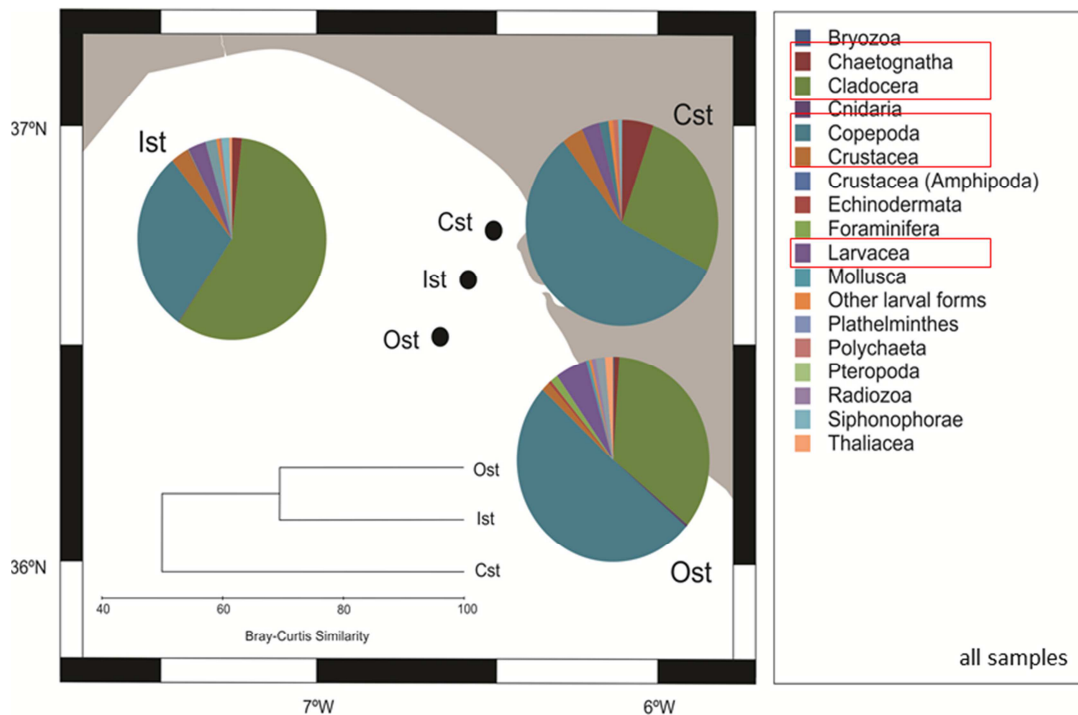 37ºN
36ºN
7ºW
6ºW
Ist
Cst
Cst
Ist
Ost
Ost
Ost
Ist
Cst
40 60 80 100
Bray-Curtis Similarity
Bryozoa
Chaetognatha
Cladocera
Cnidaria
Copepoda
Crustacea
Crustacea (Amphipoda)
Echinodermata
Foraminifera
Larvacea
Mollusca
Other larval forms
Plathelminthes
Polychaeta
Pteropoda
Radiozoa
Siphonophorae
Thaliacea
all samples